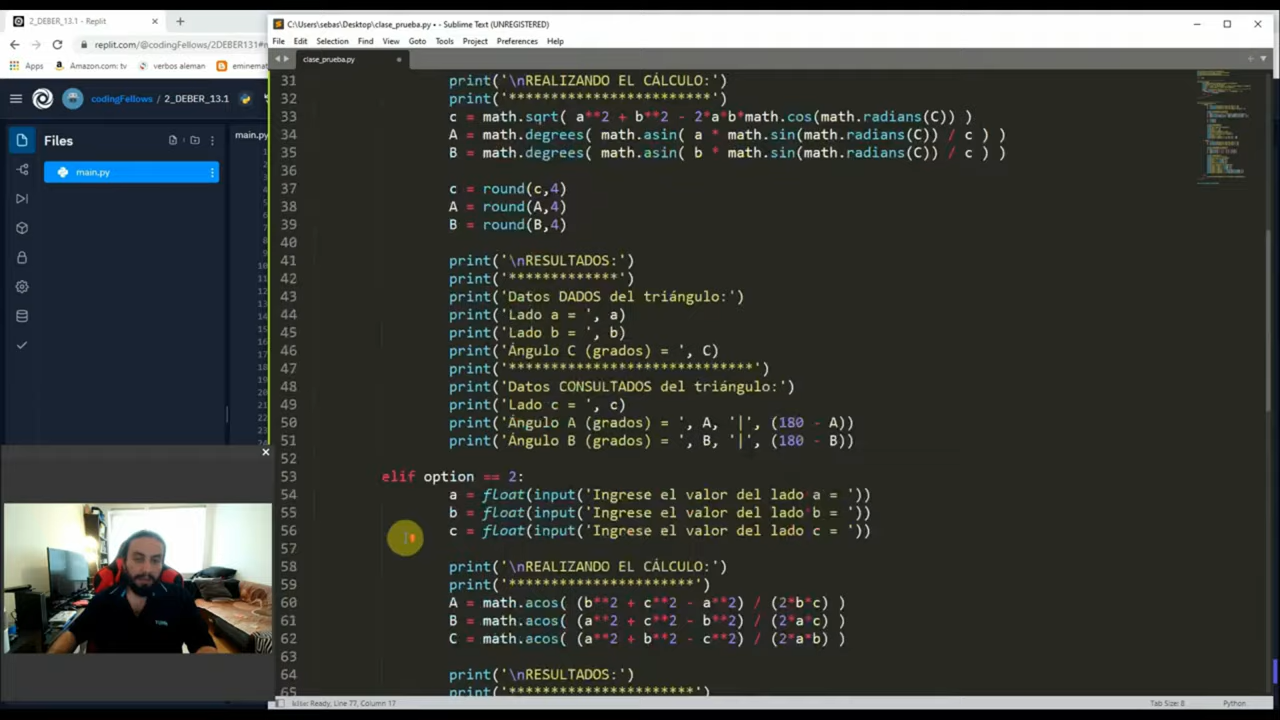 2_DEBER_13.1 - Replit
replit.com/@codingFellows/2DEBER131#
Apps
Amazon.com: tv
verbos aleman
codingFellows / 2_DEBER_13.1
Files
main.py
main.py
C:\Users\sebas\Desktop\clase_prueba.py • - Sublime Text (UNREGISTERED)
File Edit Selection Find View Goto Tools Project Preferences Help
clase_prueba.py
31 print('\nREALIZANDO EL CÁLCULO:')
32 print('************************')
33 c = math.sqrt( a**2 + b**2 - 2*a*b*math.cos(math.radians(C)) )
34 A = math.degrees( math.asin( a * math.sin(math.radians(C)) / c ) )
35 B = math.degrees( math.asin( b * math.sin(math.radians(C)) / c ) )
36
37 c = round(c,4)
38 A = round(A,4)
39 B = round(B,4)
40
41 print('\nRESULTADOS:')
42 print('*************')
43 print('Datos DADOS del triángulo:')
44 print('Lado a = ', a)
45 print('Lado b = ', b)
46 print('Ángulo C (grados) = ', C)
47 print('*****************************')
48 print('Datos CONSULTADOS del triángulo:')
49 print('Lado c = ', c)
50 print('Ángulo A (grados) = ', A, '|', (180 - A))
51 print('Ángulo B (grados) = ', B, '|', (180 - B))
52
53 elif option == 2:
54 a = float(input('Ingrese el valor del lado a = '))
55 b = float(input('Ingrese el valor del lado b = '))
56 c = float(input('Ingrese el valor del lado c = '))
57
58 print('\nREALIZANDO EL CÁLCULO:')
59 print('**********************')
60 A = math.acos( (b**2 + c**2 - a**2) / (2*b*c) )
61 B = math.acos( (a**2 + c**2 - b**2) / (2*a*c) )
62 C = math.acos( (a**2 + b**2 - c**2) / (2*a*b) )
63
64 print('\nRESULTADOS:')
65 print('**********************')
Ready, Line 77, Column 17
Tab Size: 8
Python